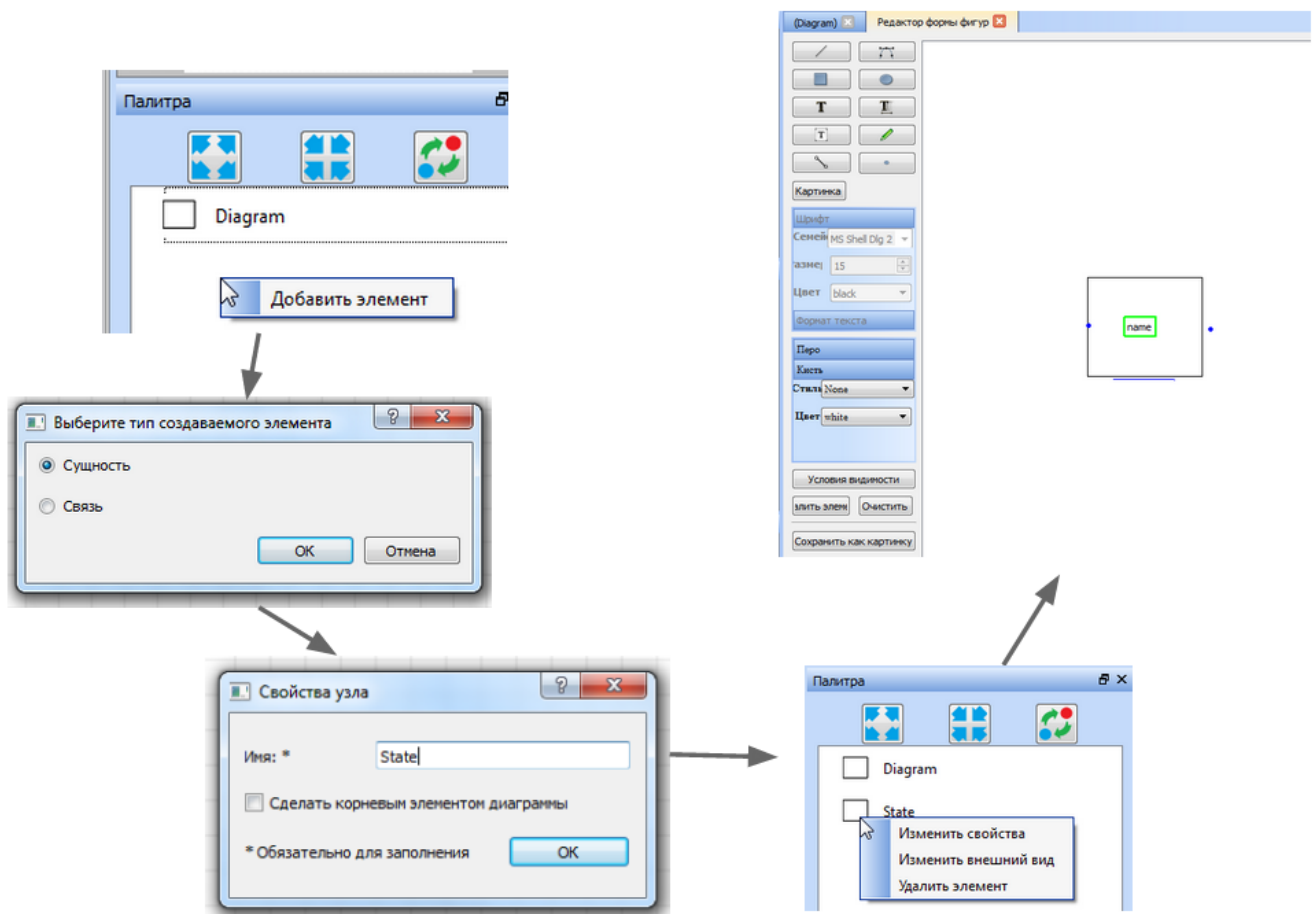 Палитра
Diagram
Добавить элемент
Выберите тип создаваемого элемента
Сущность
Связь
OK
Отмена
Свойства узла
Имя: *
State
Сделать корневым элементом диаграммы
* Обязательно для заполнения
OK
Палитра
Diagram
State
Изменить свойства
Изменить внешний вид
Удалить элемент
(Diagram)
Редактор формы фигур
T
T
T
Картинка
Шрифт
Семей MS Shell Dlg 2
азме 15
Цвет black
Формат текста
Перо
Кисть
Стиль None
Цвет white
Условия видимости
элить элем Очистить
Сохранить как картинку
name